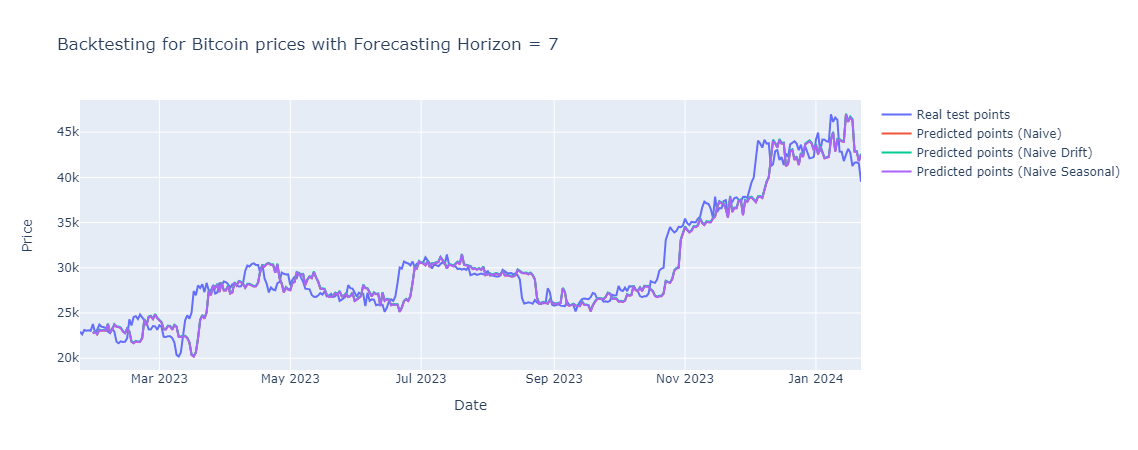 Backtesting for Bitcoin prices with Forecasting Horizon = 7
Real test points
Predicted points (Naive)
Predicted points (Naive Drift)
Predicted points (Naive Seasonal)
45k
40k
35k
30k
25k
20k
Price
Mar 2023 May 2023 Jul 2023 Sep 2023 Nov 2023 Jan 2024
Date